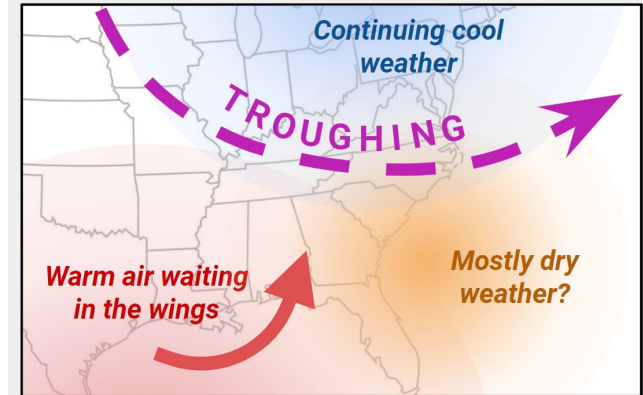 Continuing cool
weather
TROUGHING
Warm air waiting
in the wings
Mostly dry
weather?